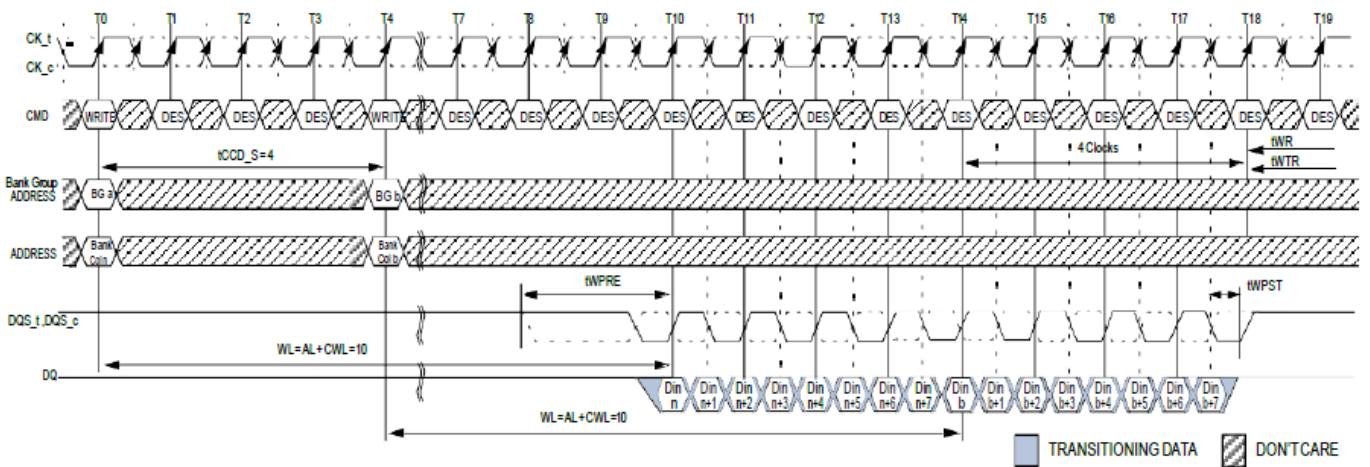 T0 T1 T2 T3 T4 T7 T8 T9 T10 T11 T12 T13 T14 T15 T16 T17 T18 T19
CK_t
CK_c
CMD WRITE DES DES DES WRITE DES DES DES DES DES DES DES DES DES DES DES DES DES
tCCD_S=4 4 Clocks tWR
tWTR
Bank Group
ADDRESS BG a BG b
ADDRESS Bank
Col n Bank
Col b
tWPRE tWPST
DQS_t,DQS_c
WL=AL+CWL=10
DQ Din
n Din
n+1 Din
n+2 Din
n+3 Din
n+4 Din
n+5 Din
n+6 Din
n+7 Din
b Din
b+1 Din
b+2 Din
b+3 Din
b+4 Din
b+5 Din
b+6 Din
b+7
WL=AL+CWL=10
TRANSITIONING DATA DON'T CARE